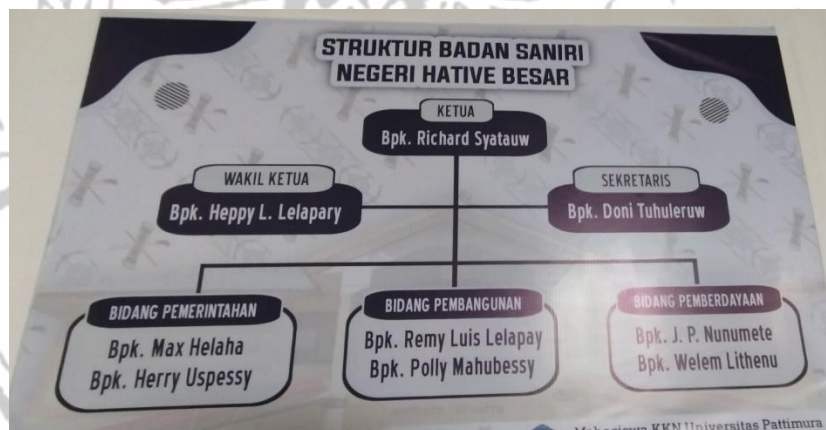 STRUKTUR BADAN SANIRI
NEGERI HATIVE BESAR
KETUA
Bpk. Richard Syatauw
WAKIL KETUA
Bpk. Heppy L. Lelapary
SEKRETARIS
Bpk. Doni Tuhuleruw
BIDANG PEMERINTAHAN
Bpk. Max Helaha
Bpk. Herry Uspessy
BIDANG PEMBANGUNAN
Bpk. Remy Luis Lelapay
Bpk. Polly Mahubessy
BIDANG PEMBERDAYAAN
Bpk. J. P. Nunumete
Bpk. Welem Lithenu
Mahasiswa KKN Universitas Pattimura